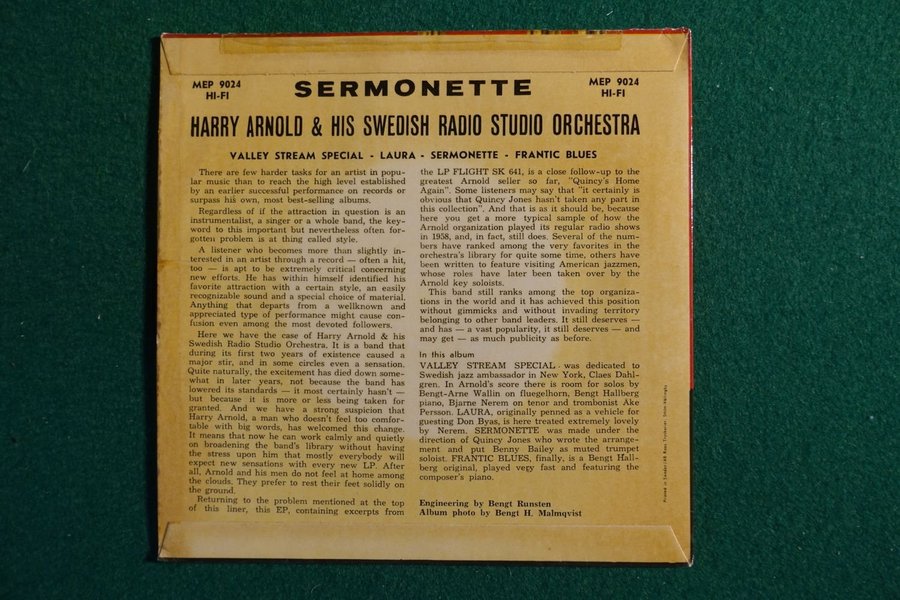 MEP 9024
HI-FI
SERMONETTE
MEP 9024
HI-FI
HARRY ARNOLD & HIS SWEDISH RADIO STUDIO ORCHESTRA
VALLEY STREAM SPECIAL - LAURA - SERMONETTE - FRANTIC BLUES
There are few harder tasks for an artist in popu-
lar music than to reach the high level established
by an earlier successful performance on records or
surpass his own, most best-selling albums.
Regardless of if the attraction in question is an
instrumentalist, a singer or a whole band, the key-
word to this important but nevertheless often for-
gotten problem is at thing called style.
A listener who becomes more than slightly in-
terested in an artist through a record — often a hit,
too — is apt to be extremely critical concerning
new efforts. He has within himself identified his
favorite attraction with a certain style, an easily
recognizable sound and a special choice of material.
Anything that departs from a wellknown and
appreciated type of performance might cause con-
fusion even among the most devoted followers.
Here we have the case of Harry Arnold & his
Swedish Radio Studio Orchestra. It is a band that
during its first two years of existence caused a
major stir, and in some circles even a sensation.
Quite naturally, the excitement has died down some-
what in later years, not because the band has
lowered its standards — it most certainly hasn't —
but because it is more or less being taken for
granted. And we have a strong suspicion that
Harry Arnold, a man who doesn't feel too comfor-
table with big words, has welcomed this change.
It means that now he can work calmly and quietly
on broadening the band's library without having
the stress upon him that mostly everybody will
expect new sensations with every new LP. After
all, Arnold and his men do not feel at home among
the clouds. They prefer to rest their feet solidly on
the ground.
Returning to the problem mentioned at the top
of this liner, this EP, containing excerpts from
the LP FLIGHT SK 641, is a close follow-up to the
greatest Arnold seller so far, "Quincy's Home
Again". Some listeners may say that "it certainly is
obvious that Quincy Jones hasn't taken any part in
this collection". And that is as it should be, because
here you get a more typical sample of how the
Arnold organization played its regular radio shows
in 1958, and, in fact, still does. Several of the num-
bers have ranked among the very favorites in the
orchestra's library for quite some time, others have
been written to feature visiting American jazzmen,
whose roles have later been taken over by the
Arnold key soloists.
This band still ranks among the top organiza-
tions in the world and it has achieved this position
without gimmicks and without invading territory
belonging to other band leaders. It still deserves —
and has — a vast popularity, it still deserves — and
may get — as much publicity as before.
In this album
VALLEY STREAM SPECIAL was dedicated to
Swedish jazz ambassador in New York, Claes Dahl-
gren. In Arnold's score there is room for solos by
Bengt-Arne Wallin on fluegelhorn, Bengt Hallberg
piano, Bjarne Nerem on tenor and trombonist Ake
Persson. LAURA, originally penned as a vehicle for
guesting Don Byas, is here treated extremely lovely
by Nerem. SERMONETTE was made under the
direction of Quincy Jones who wrote the arrange-
ment and put Benny Bailey as muted trumpet
soloist. FRANTIC BLUES, finally, is a Bengt Hall-
berg original, played vegy fast and featuring the
composer's piano.
Engineering by Bengt Runsten
Album photo by Bengt H. Malmqvist
Printed in Sweden